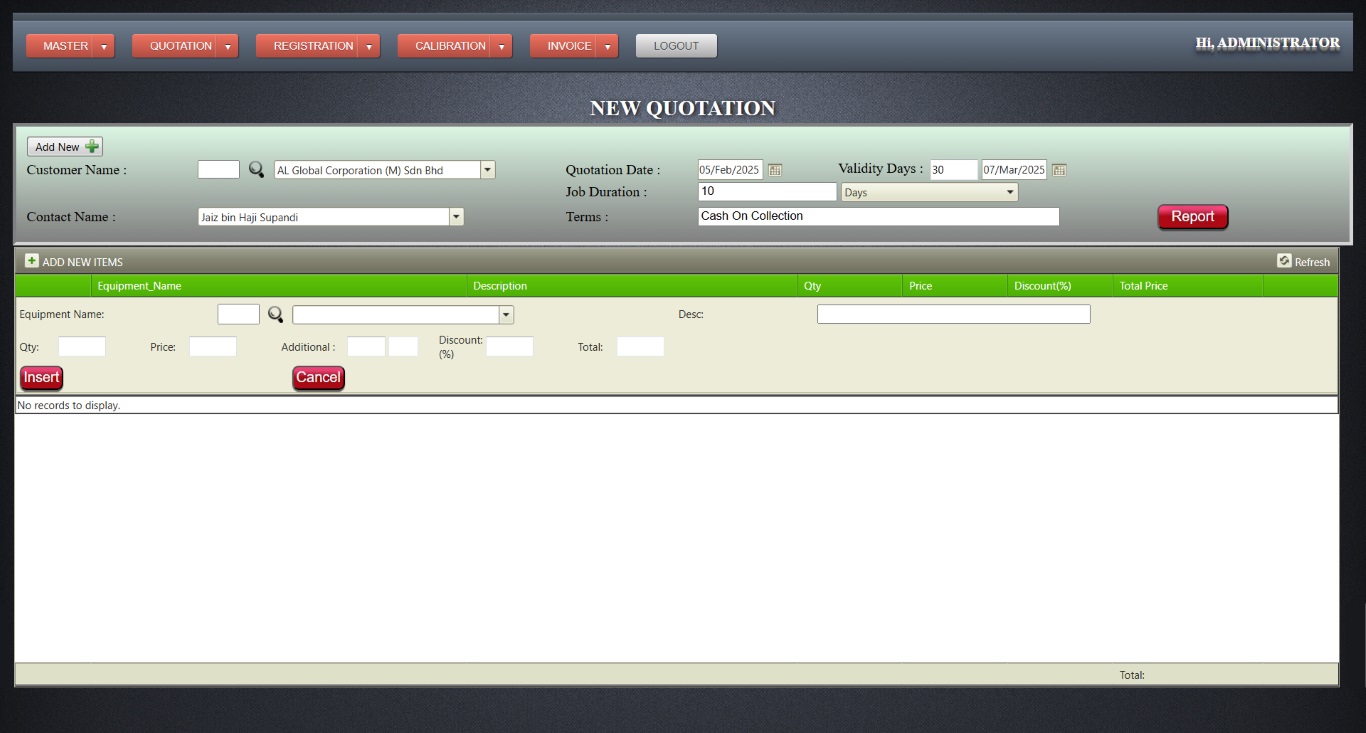 MASTER QUOTATION REGISTRATION CALIBRATION INVOICE LOGOUT Hi, ADMINISTRATOR
NEW QUOTATION
Add New
Customer Name : AL Global Corporation (M) Sdn Bhd Quotation Date : 05/Feb/2025 Validity Days : 30 07/Mar/2025
Job Duration : 10 Days
Contact Name : Jaiz bin Haji Supandi Terms : Cash On Collection Report
ADD NEW ITEMS Refresh
Equipment_Name Description Qty Price Discount(%) Total Price
Equipment Name: Desc:
Qty: Price: Additional : Discount: (%) Total:
Insert Cancel
No records to display.
Total: